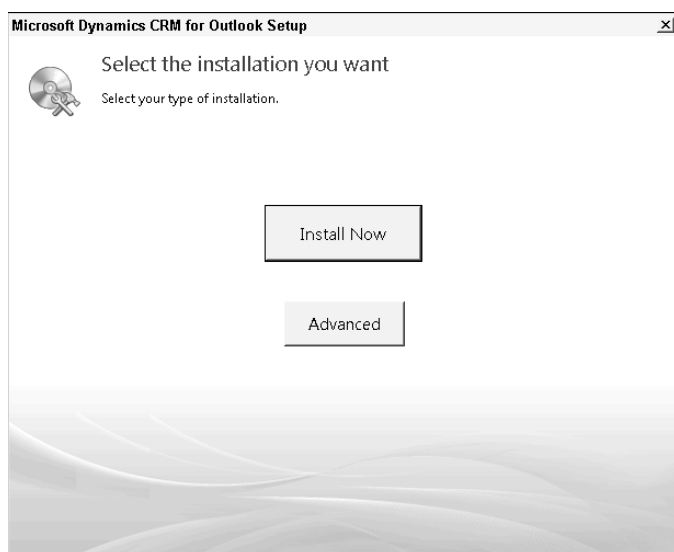 Microsoft Dynamics CRM for Outlook Setup
Select the installation you want
Select your type of installation.
Install Now
Advanced